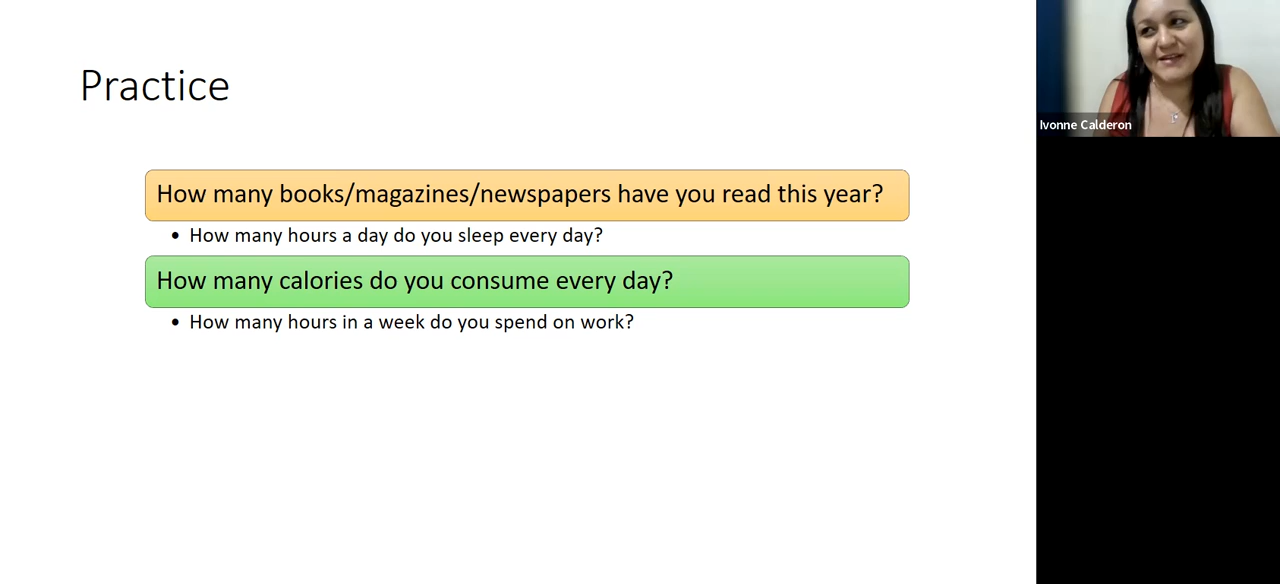 Practice
How many books/magazines/newspapers have you read this year?
• How many hours a day do you sleep every day?
How many calories do you consume every day?
• How many hours in a week do you spend on work?
Ivonne Calderon